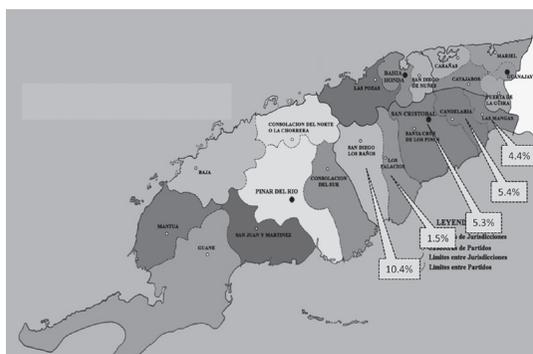 MARIEL
CABAÑAS
GUANAJAY
BAHIA
HONDA
SAN DIEGO
DE NUÑEZ
CAYAJABOS
LAS POZAS
PUERTA DE
LA GÜIRA
SAN CRISTOBAL
CANDELARIA
LAS MANGAS
CONSOLACION DEL NORTE
O LA CHORRERA
SANTA CRUZ
DE LOS PINOS
SAN DIEGO
LOS BAÑOS
4.4%
LOS
PALACIOS
BAJA
CONSOLACION
DEL SUR
5.4%
PINAR DEL RIO
5.3%
LEYEND
MANTUA
SAN JUAN Y MARTINEZ
1.5%
de Jurisdicciones
GUANE
de Partidos
Limites entre Jurisdicciones
10.4%
Limites entre Partidos